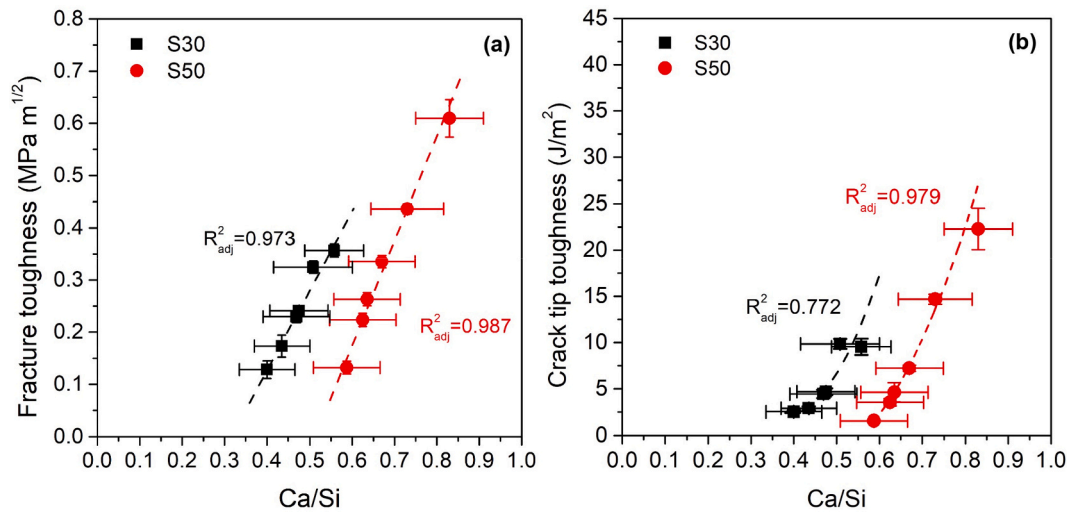 0.8
0.7
0.6
0.5
0.4
0.3
0.2
0.1
0.0
Fracture toughness (MPa m^1/2)
S30
S50
(a)
R²adj=0.973
R²adj=0.987
0.0 0.1 0.2 0.3 0.4 0.5 0.6 0.7 0.8 0.9 1.0
Ca/Si
45
40
35
30
25
20
15
10
5
0
Crack tip toughness (J/m²)
S30
S50
(b)
R²adj=0.979
R²adj=0.772
0.0 0.1 0.2 0.3 0.4 0.5 0.6 0.7 0.8 0.9 1.0
Ca/Si